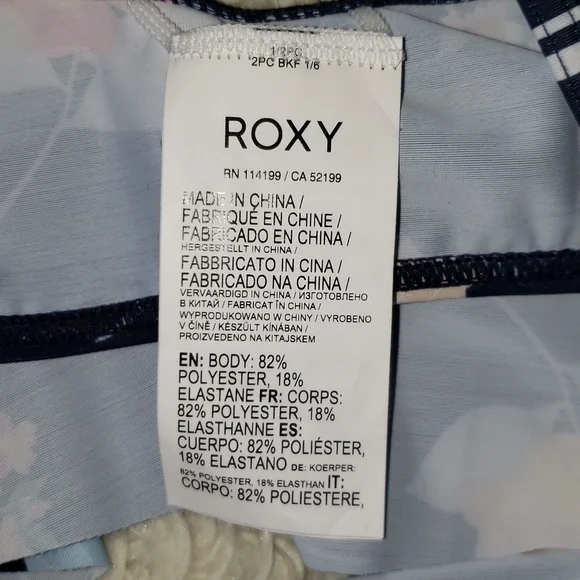 1/2PC
2PC BKF 1/6
ROXY
RN 114199 / CA 52199
MADE IN CHINA /
FABRIQUÉ EN CHINE /
FABRICADO EN CHINA /
HERGESTELLT IN CHINA /
FABBRICATO IN CINA /
FABRICADO NA CHINA /
VERVAARDIGD IN CHINA / ИЗГОТОВЛЕНО
В КИТАЙ / FABRICAT ÎN CHINA /
WYPRODUKOWANO W CHINY / VYROBENO
V ČÍNĚ / KÉSZÜLT KÍNÁBAN /
PROIZVEDENO NA KITAJSKEM
EN: BODY: 82%
POLYESTER, 18%
ELASTANE FR: CORPS:
82% POLYESTER, 18%
ELASTHANNE ES:
CUERPO: 82% POLIÉSTER,
18% ELASTANO DE: KOERPER:
82% POLYESTER, 18% ELASTHAN IT:
CORPO: 82% POLIESTERE,